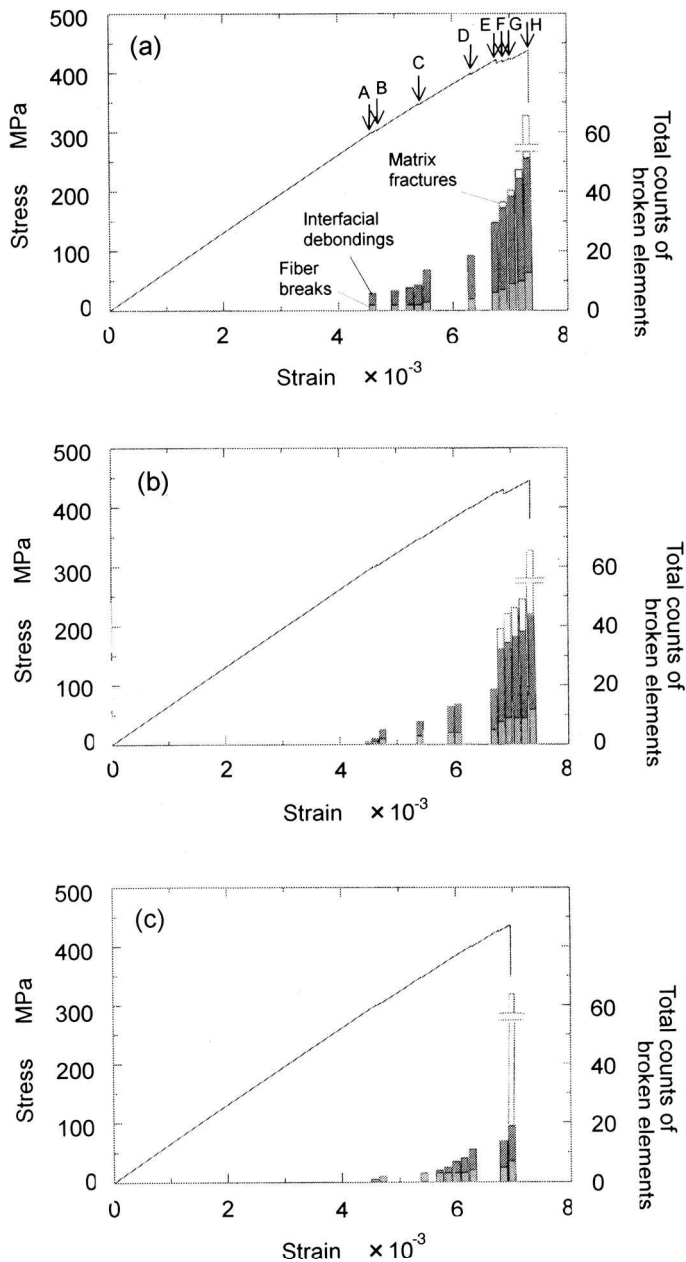 (a)
A
B
C
D
E
F
G
H
500
400
300
200
100
0
Stress MPa
Matrix
fractures
Interfacial
debondings
Fiber
breaks
60
40
20
0
Total counts of
broken elements
0
2
4
6
8
Strain × 10-3
(b)
500
400
300
200
100
0
Stress MPa
60
40
20
0
Total counts of
broken elements
0
2
4
6
8
Strain × 10-3
(c)
500
400
300
200
100
0
Stress MPa
60
40
20
0
Total counts of
broken elements
0
2
4
6
8
Strain × 10-3